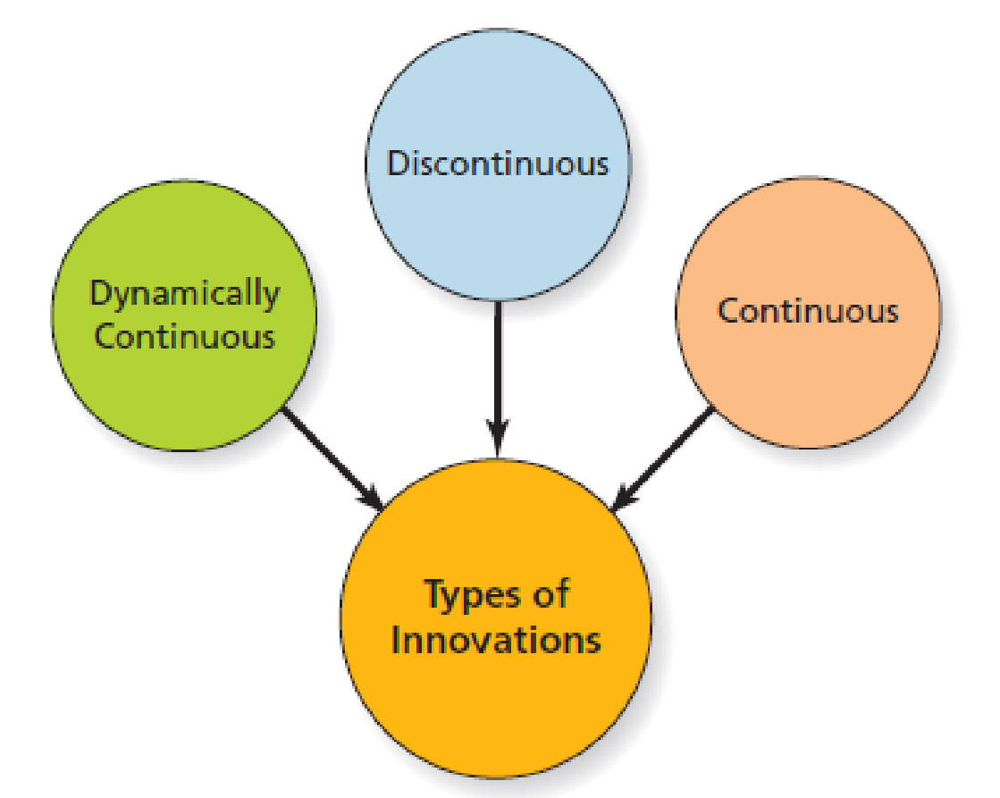 Discontinuous
Dynamically
Continuous
Continuous
Types of
Innovations